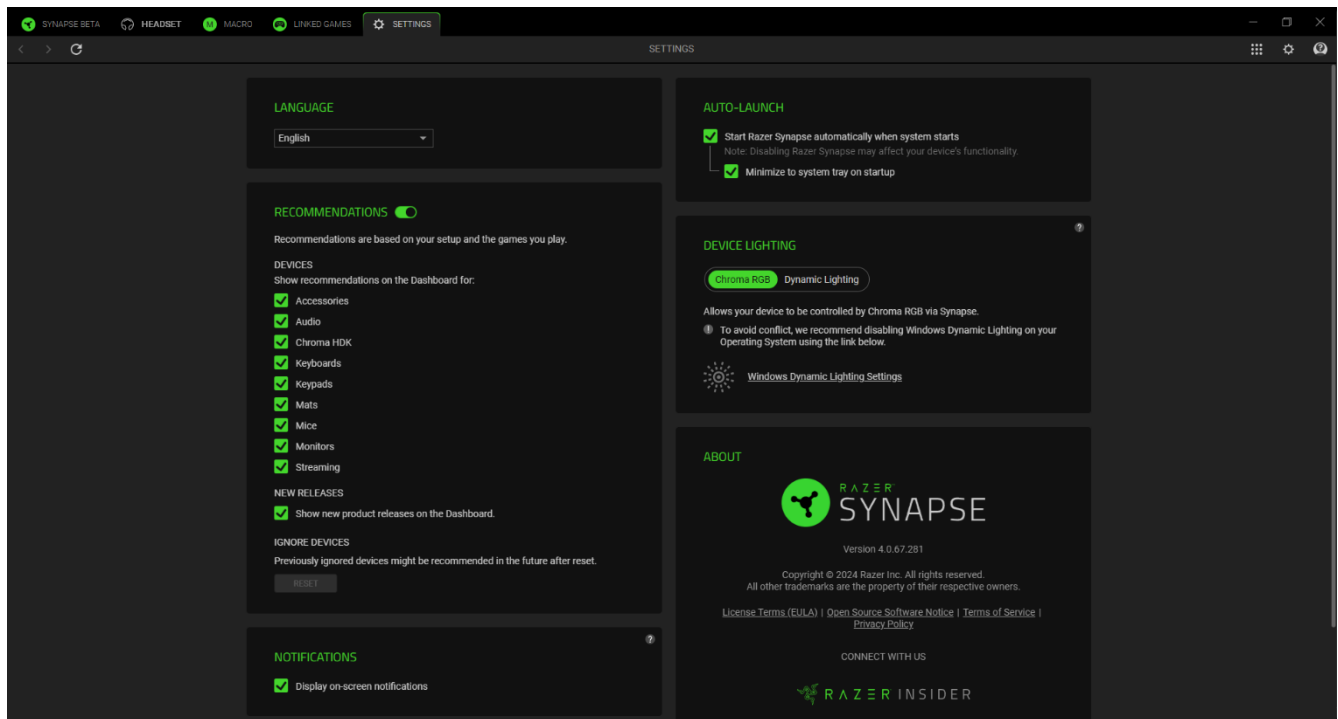 SYNAPSE BETA HEADSET MACRO LINKED GAMES SETTINGS
SETTINGS
LANGUAGE
English
RECOMMENDATIONS
Recommendations are based on your setup and the games you play.
DEVICES
Show recommendations on the Dashboard for:
Accessories
Audio
Chroma HDK
Keyboards
Keypads
Mats
Mice
Monitors
Streaming
NEW RELEASES
Show new product releases on the Dashboard.
IGNORE DEVICES
Previously ignored devices might be recommended in the future after reset.
RESET
NOTIFICATIONS
Display on-screen notifications
AUTO-LAUNCH
Start Razer Synapse automatically when system starts
Note: Disabling Razer Synapse may affect your device's functionality.
Minimize to system tray on startup
DEVICE LIGHTING
Chroma RGB Dynamic Lighting
Allows your device to be controlled by Chroma RGB via Synapse.
To avoid conflict, we recommend disabling Windows Dynamic Lighting on your
Operating System using the link below.
Windows Dynamic Lighting Settings
ABOUT
RAZER
SYNAPSE
Version 4.0.67.281
Copyright © 2024 Razer Inc. All rights reserved.
All other trademarks are the property of their respective owners.
License Terms (EULA) | Open Source Software Notice | Terms of Service |
Privacy Policy
CONNECT WITH US
RAZER INSIDER